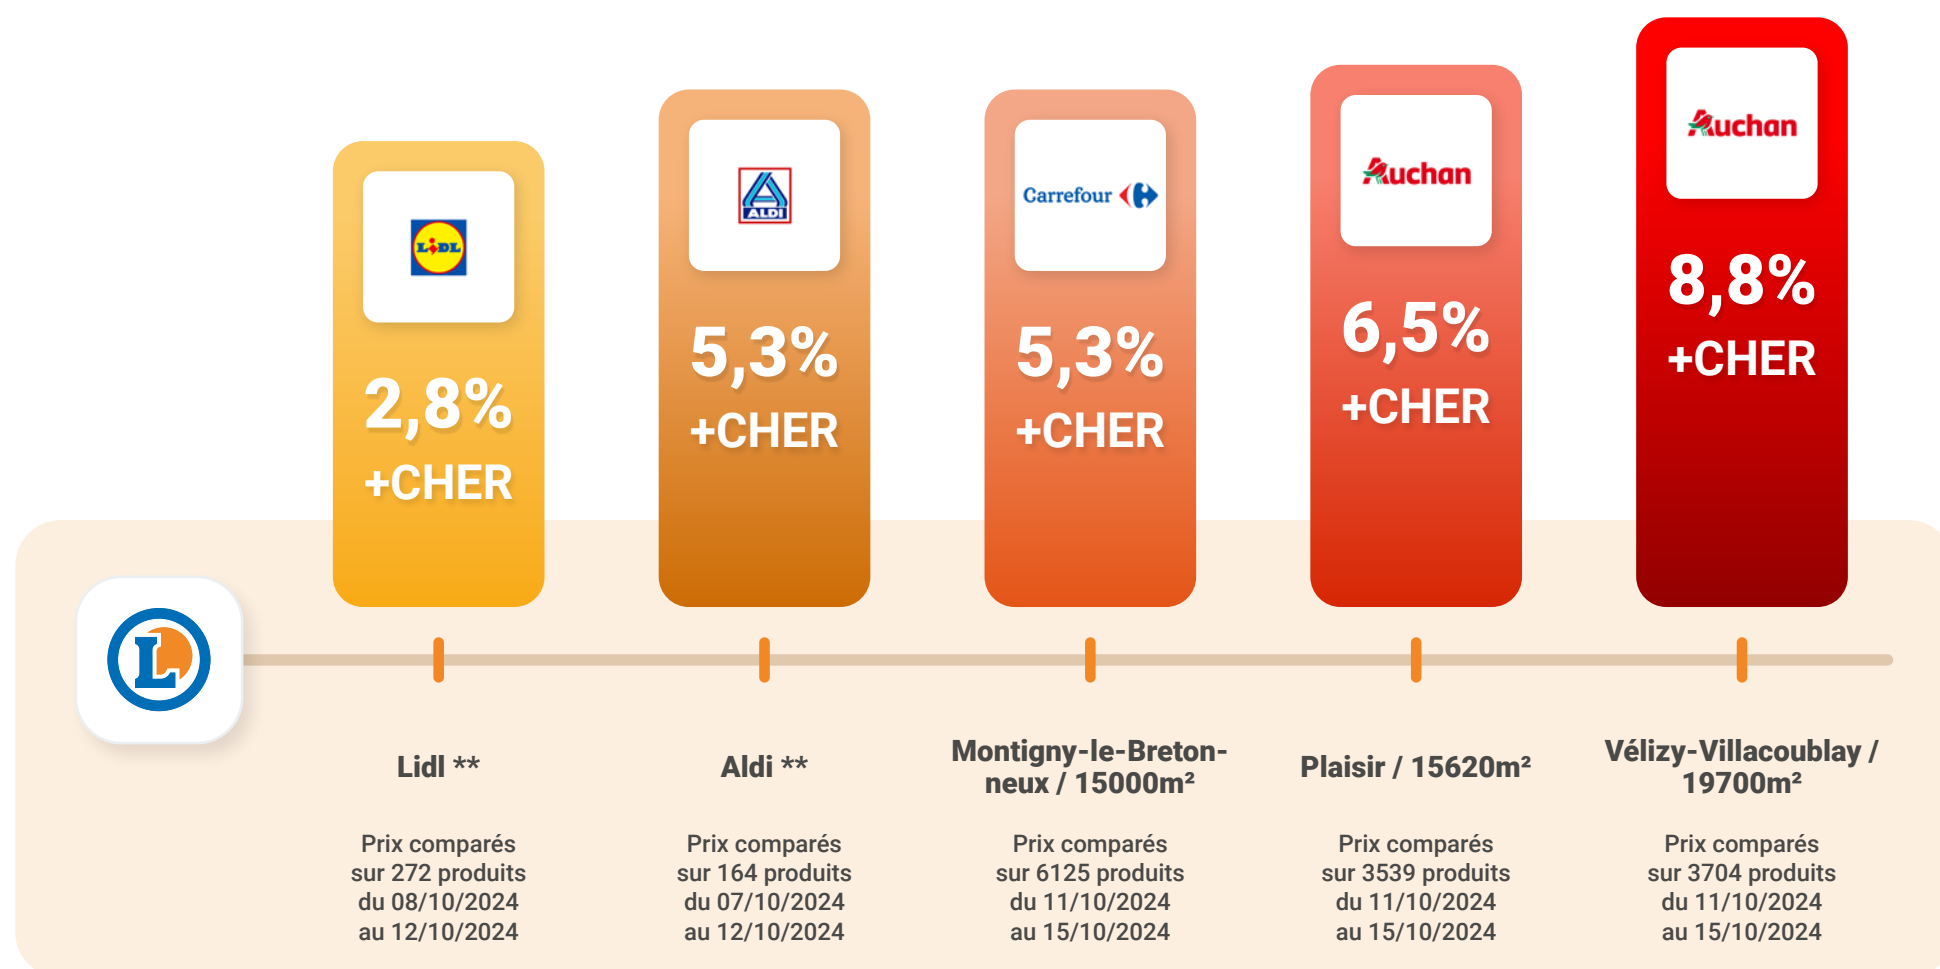 LIDL
2,8%
+CHER
ALDI
5,3%
+CHER
Carrefour
5,3%
+CHER
Auchan
6,5%
+CHER
Auchan
8,8%
+CHER
L
Lidl **
Prix comparés
sur 272 produits
du 08/10/2024
au 12/10/2024
Aldi **
Prix comparés
sur 164 produits
du 07/10/2024
au 12/10/2024
Montigny-le-Breton-
neux / 15000m²
Prix comparés
sur 6125 produits
du 11/10/2024
au 15/10/2024
Plaisir / 15620m²
Prix comparés
sur 3539 produits
du 11/10/2024
au 15/10/2024
Vélizy-Villacoublay /
19700m²
Prix comparés
sur 3704 produits
du 11/10/2024
au 15/10/2024